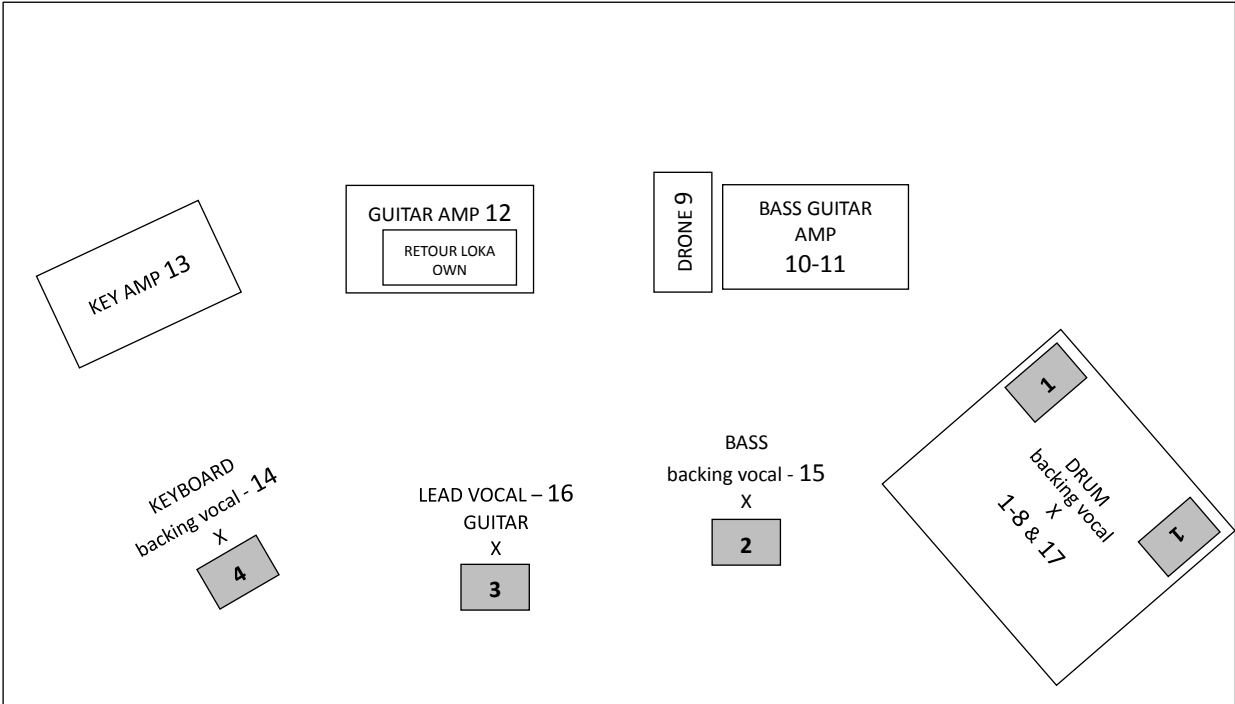 KEY AMP 13
GUITAR AMP 12
RETOUR LOKA
OWN
DRONE 9
BASS GUITAR
AMP
10-11
KEYBOARD
backing vocal - 14
X
4
LEAD VOCAL – 16
GUITAR
X
3
BASS
backing vocal - 15
X
2
1
DRUM
backing vocal
X
1-8 & 17
1